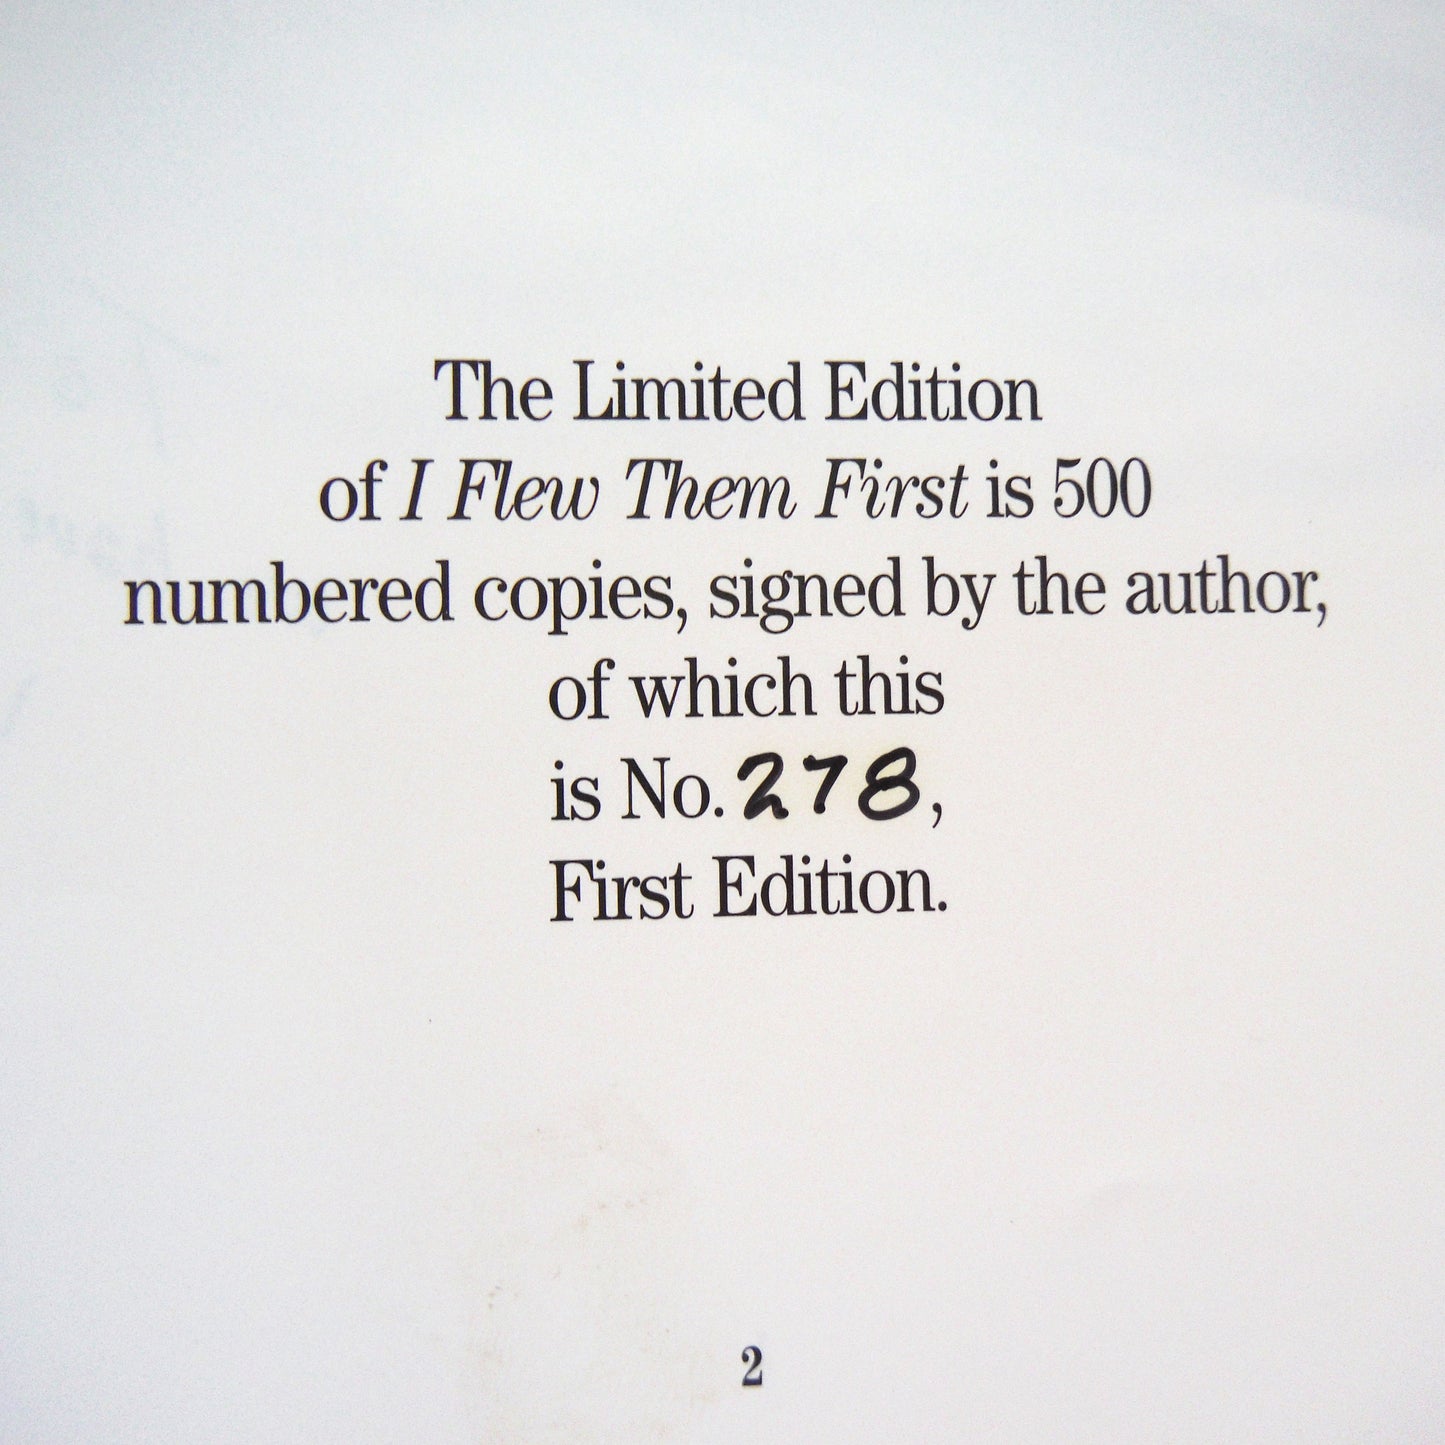 The Limited Edition
of I Flew Them First is 500
numbered copies, signed by the author,
of which this
is No. 278,
First Edition.
2